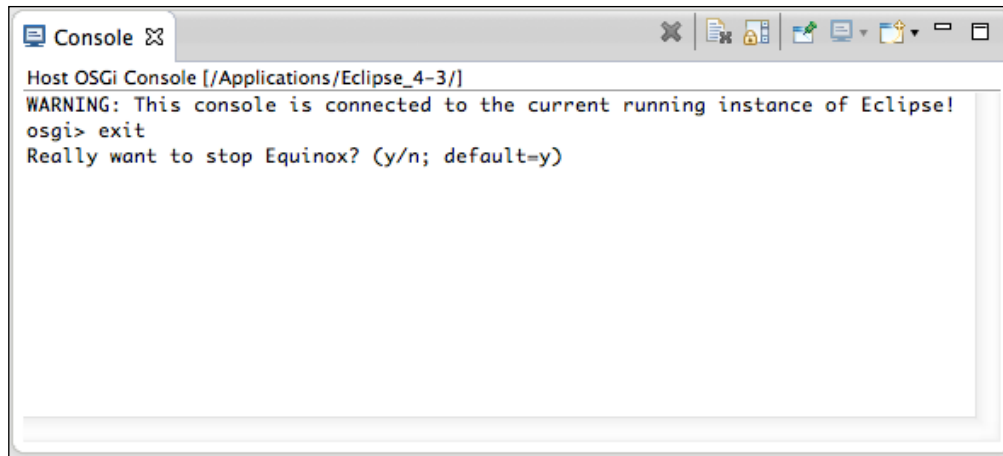 Console
Host OSGi Console [/Applications/Eclipse_4-3/]
WARNING: This console is connected to the current running instance of Eclipse!
osgi> exit
Really want to stop Equinox? (y/n; default=y)